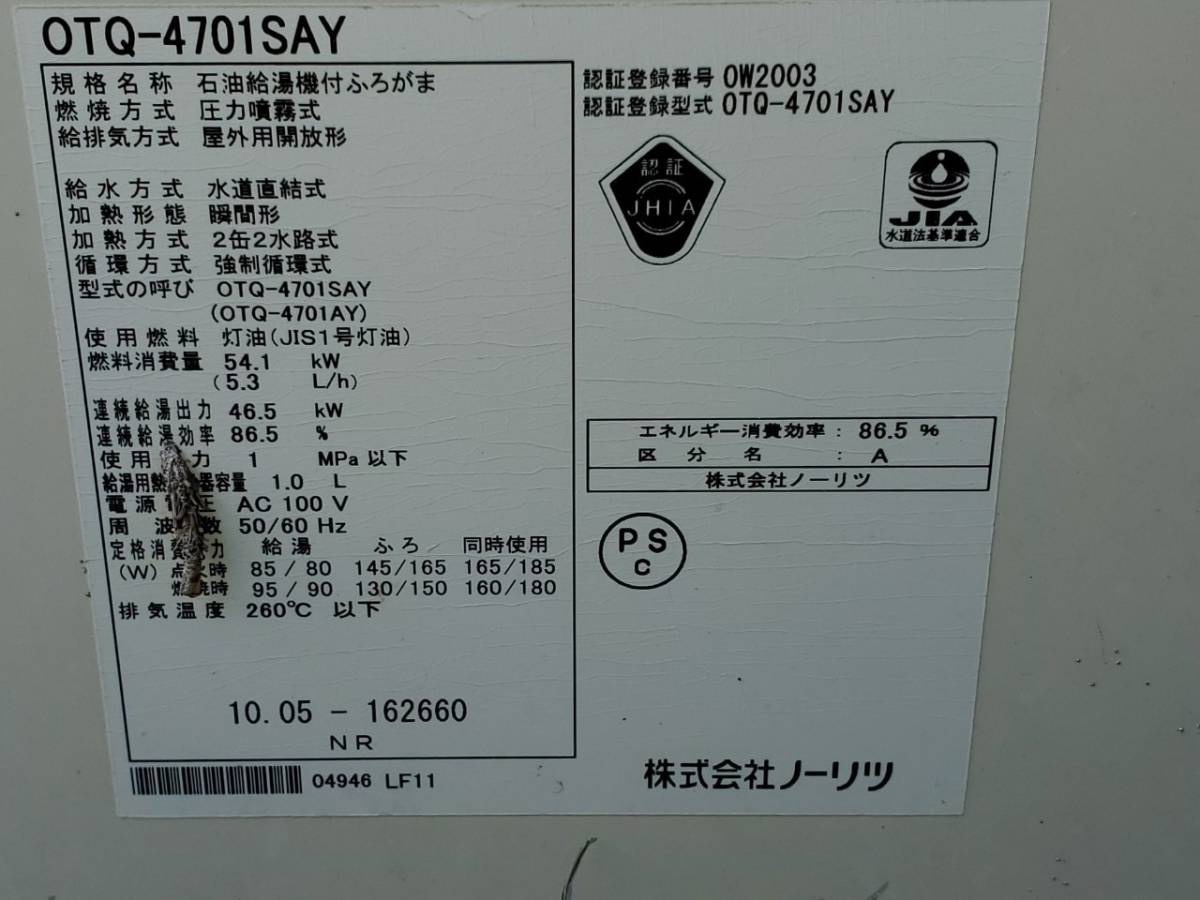 OTQ-4701SAY
規格名称 石油給湯機付ふろがま
燃焼方式 圧力噴霧式
給排気方式 屋外用開放形
給水方式 水道直結式
加熱形態 瞬間形
加熱方式 2缶2水路式
循環方式 強制循環式
型式の呼び OTQ-4701SAY
(OTQ-4701AY)
使用燃料 灯油(JIS1号灯油)
燃料消費量 54.1 kW
(5.3 L/h)
連続給湯出力 46.5 kW
連続給湯効率 86.5 %
使用 力 1 MPa 以下
給湯用熱 器容量 1.0 L
電源 圧 AC 100 V
周波数 50/60 Hz
定格消費電力 給湯 ふろ 同時使用
(W) 点火時 85/80 145/165 165/185
燃焼時 95/90 130/150 160/180
排気温度 260℃ 以下
10.05 - 162660
NR
04946 LF11
認証登録番号 0W2003
認証登録型式 OTQ-4701SAY
認証
JHIA
JIA
水道法基準適合
エネルギー消費効率: 86.5 %
区分名 : A
株式会社ノーリツ
PS
C
株式会社ノーリツ